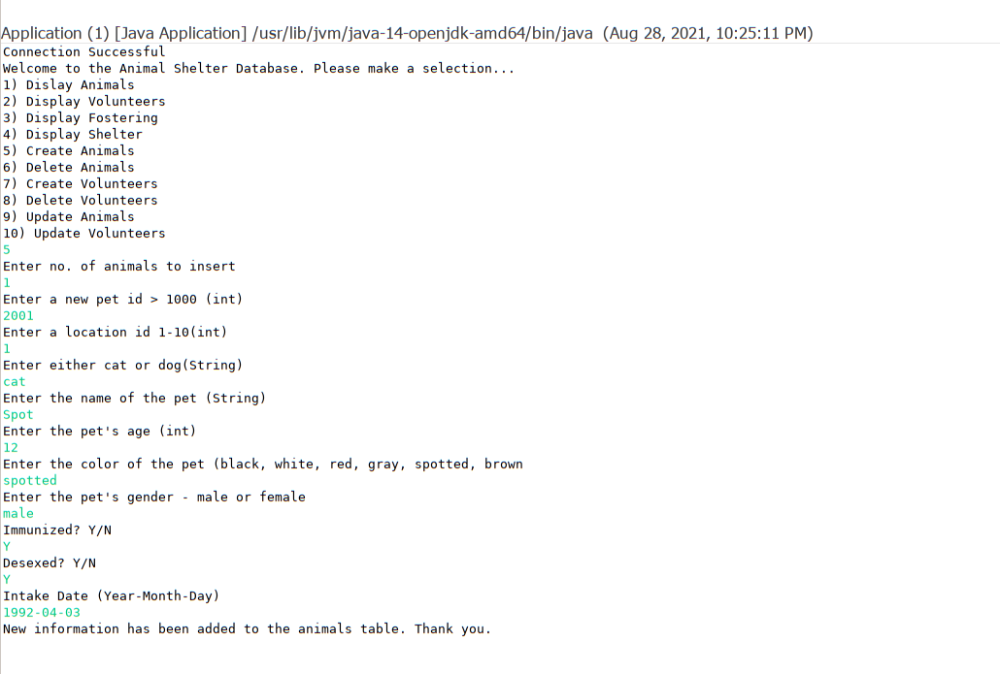 Application (1) [Java Application] /usr/lib/jvm/java-14-openjdk-amd64/bin/java (Aug 28, 2021, 10:25:11 PM)
Connection Successful
Welcome to the Animal Shelter Database. Please make a selection...
1) Dislay Animals
2) Display Volunteers
3) Display Fostering
4) Display Shelter
5) Create Animals
6) Delete Animals
7) Create Volunteers
8) Delete Volunteers
9) Update Animals
10) Update Volunteers
5
Enter no. of animals to insert
1
Enter a new pet id > 1000 (int)
2001
Enter a location id 1-10(int)
1
Enter either cat or dog(String)
cat
Enter the name of the pet (String)
Spot
Enter the pet's age (int)
12
Enter the color of the pet (black, white, red, gray, spotted, brown
spotted
Enter the pet's gender - male or female
male
Immunized? Y/N
Y
Desexed? Y/N
Y
Intake Date (Year-Month-Day)
1992-04-03
New information has been added to the animals table. Thank you.